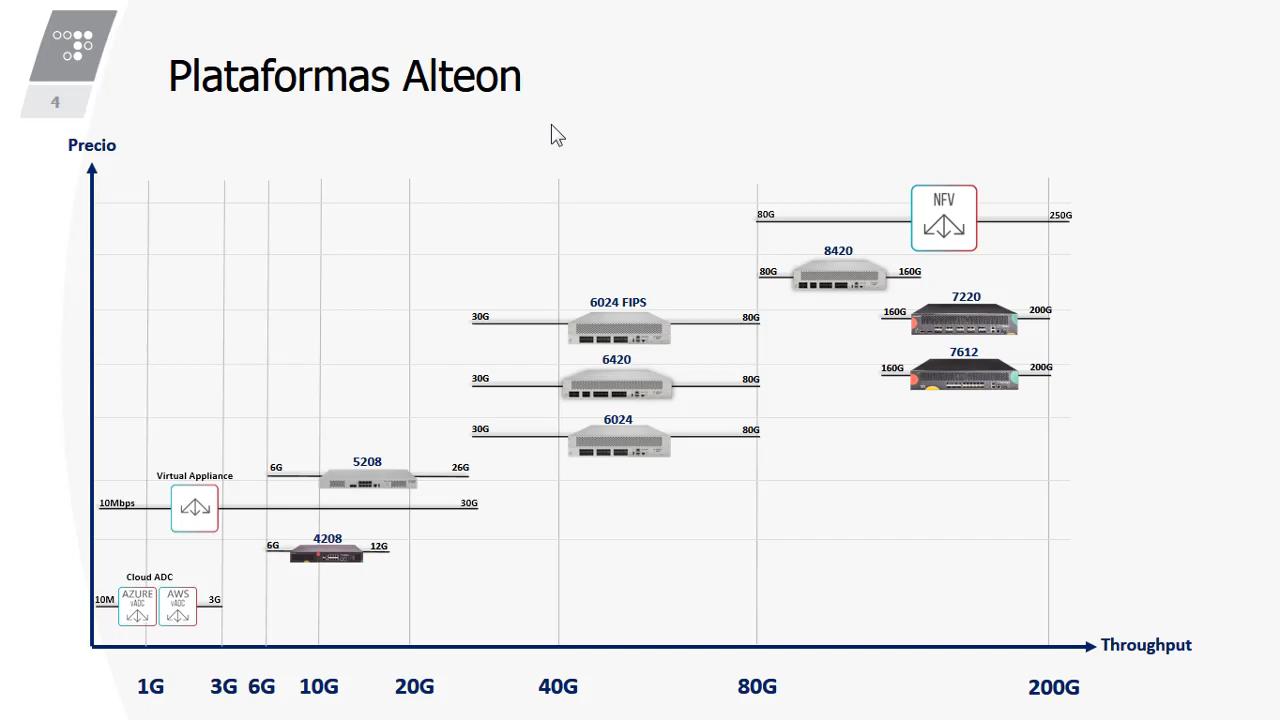 4
Plataformas Alteon
Precio
NFV
80G
250G
8420
80G
160G
7220
160G
200G
6024 FIPS
30G
80G
7612
160G
200G
6420
30G
80G
6024
30G
80G
5208
6G
26G
Virtual Appliance
10Mbps
30G
4208
6G
12G
Cloud ADC
AZURE
vADC
AWS
vADC
10M
3G
Throughput
1G 3G 6G 10G 20G 40G 80G 200G